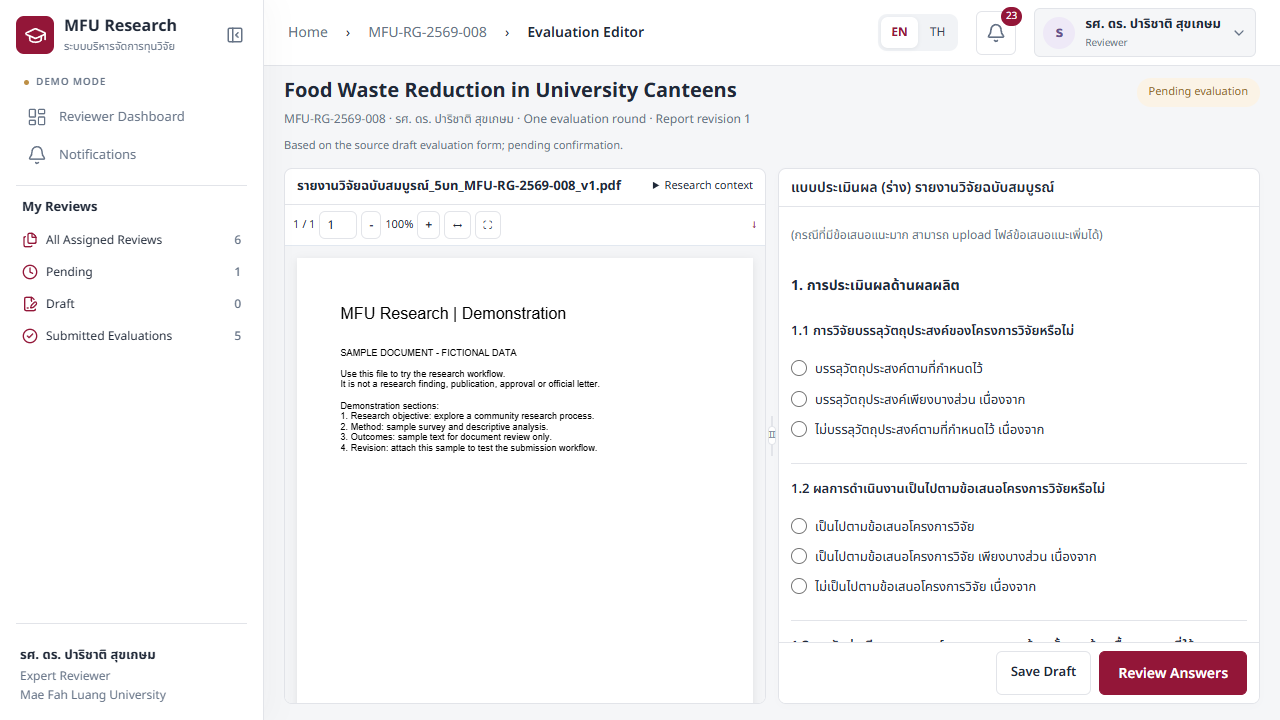 MFU Research
ระบบบริหารจัดการทุนวิจัย
DEMO MODE
Reviewer Dashboard
Notifications
My Reviews
All Assigned Reviews 6
Pending 1
Draft 0
Submitted Evaluations 5
รศ. ดร. ปาริชาติ สุขเกษม
Expert Reviewer
Mae Fah Luang University
Home › MFU-RG-2569-008 › Evaluation Editor
EN TH
23
S
รศ. ดร. ปาริชาติ สุขเกษม
Reviewer
Food Waste Reduction in University Canteens
Pending evaluation
MFU-RG-2569-008 · รศ. ดร. ปาริชาติ สุขเกษม · One evaluation round · Report revision 1
Based on the source draft evaluation form; pending confirmation.
รายงานวิจัยฉบับสมบูรณ์_5บท_MFU-RG-2569-008_v1.pdf
▶ Research context
1 / 1 1 - 100% + ↔ ↓
MFU Research | Demonstration
SAMPLE DOCUMENT - FICTIONAL DATA
Use this file to try the research workflow.
It is not a research finding, publication, approval or official letter.
Demonstration sections:
1. Research objective: explore a community research process.
2. Method: sample survey and descriptive analysis.
3. Outcomes: sample text for document review only.
4. Revision: attach this sample to test the submission workflow.
แบบประเมินผล (ร่าง) รายงานวิจัยฉบับสมบูรณ์
(กรณีที่มีข้อเสนอแนะมาก สามารถ upload ไฟล์ข้อเสนอแนะเพิ่มได้)
1. การประเมินผลด้านผลผลิต
1.1 การวิจัยบรรลุวัตถุประสงค์ของโครงการวิจัยหรือไม่
บรรลุวัตถุประสงค์ตามที่กำหนดไว้
บรรลุวัตถุประสงค์เพียงบางส่วน เนื่องจาก
ไม่บรรลุวัตถุประสงค์ตามที่กำหนดไว้ เนื่องจาก
1.2 ผลการดำเนินงานเป็นไปตามข้อเสนอโครงการวิจัยหรือไม่
เป็นไปตามข้อเสนอโครงการวิจัย
เป็นไปตามข้อเสนอโครงการวิจัย เพียงบางส่วน เนื่องจาก
ไม่เป็นไปตามข้อเสนอโครงการวิจัย เนื่องจาก
Save Draft
Review Answers